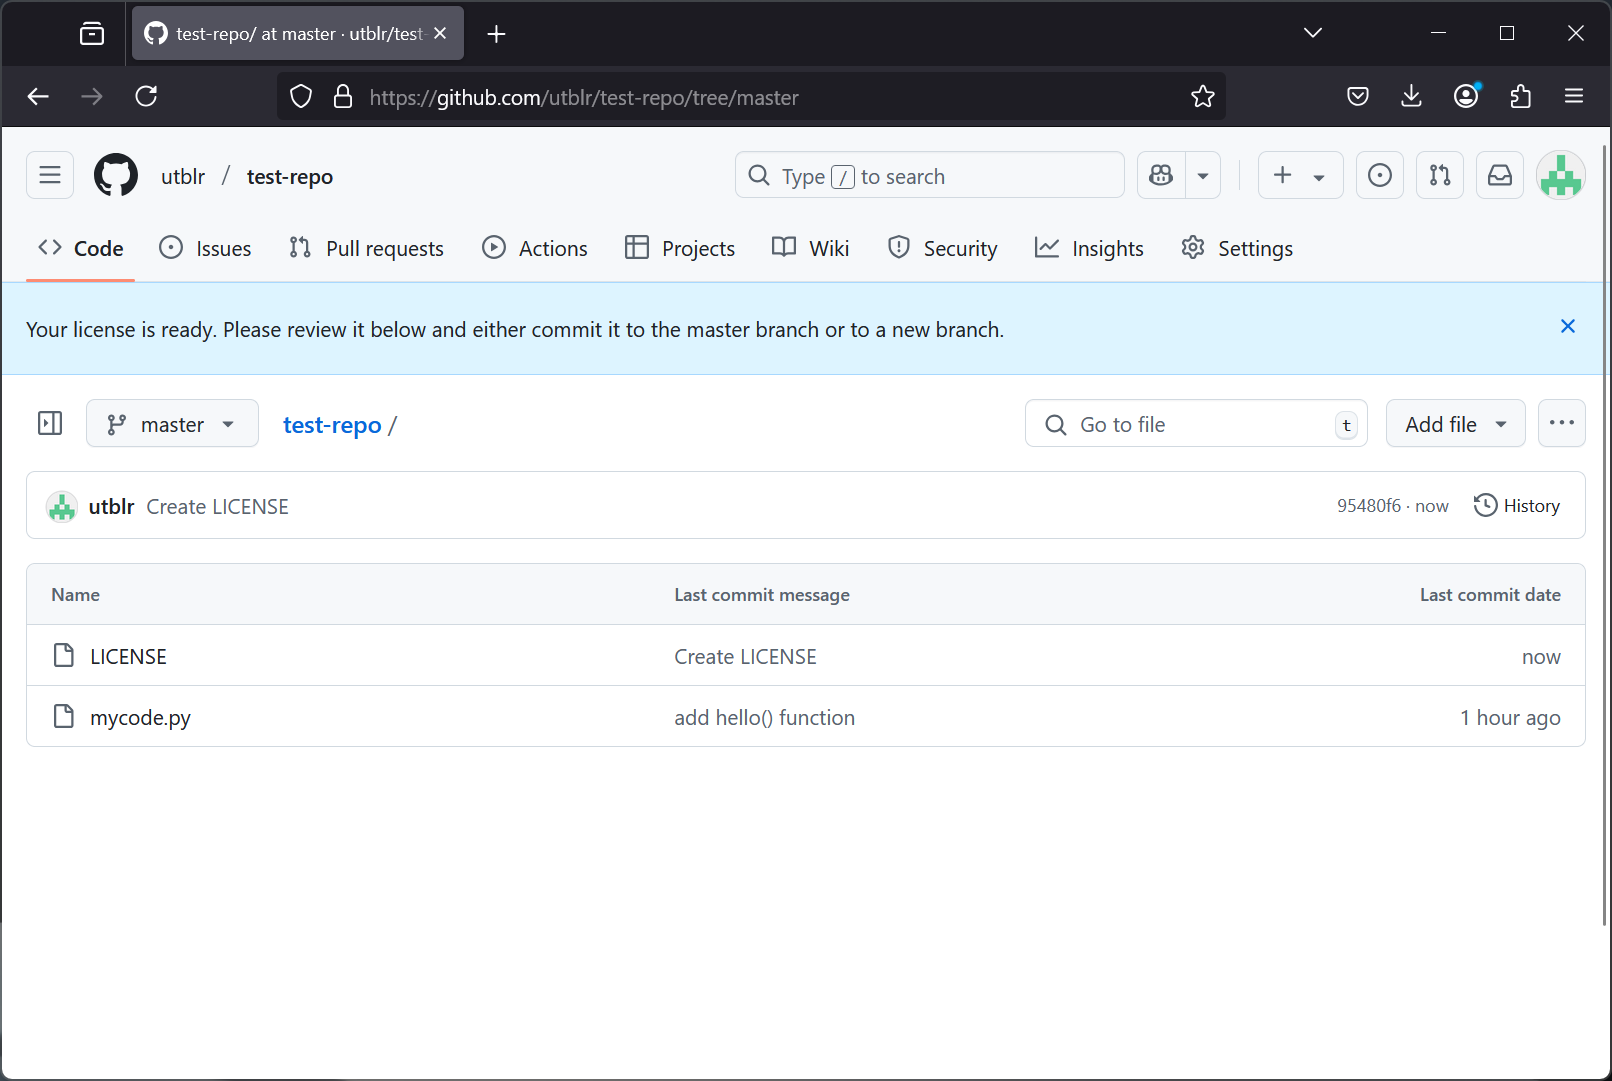 test-repo/ at master · utblr/test-
https://github.com/utblr/test-repo/tree/master
utblr / test-repo
Type / to search
Code Issues Pull requests Actions Projects Wiki Security Insights Settings
Your license is ready. Please review it below and either commit it to the master branch or to a new branch.
master test-repo / Go to file t Add file
utblr Create LICENSE 95480f6 · now History
Name Last commit message Last commit date
LICENSE Create LICENSE now
mycode.py add hello() function 1 hour ago